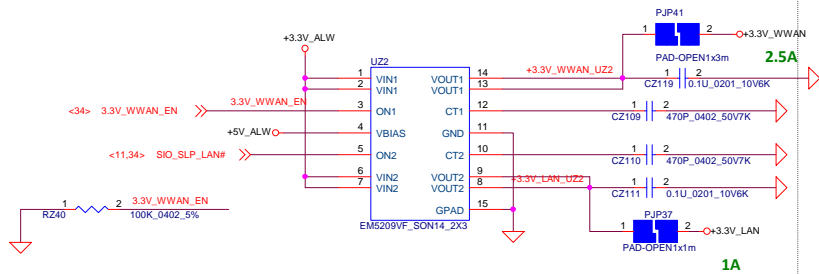 PJP41
1 2 +3.3V_WWAN
PAD-OPEN1x3m
2.5A
+3.3V_ALW
UZ2
1 VIN1 VOUT1 14 +3.3V_WWAN_UZ2
2 VIN1 VOUT1 13
1 2
CZ119 0.1U_0201_10V6K
<34> 3.3V_WWAN_EN 3.3V_WWAN_EN 3 ON1 CT1 12
1 2
CZ109 470P_0402_50V7K
+5V_ALW 4 VBIAS GND 11
<11,34> SIO_SLP_LAN# 5 ON2 CT2 10
1 2
CZ110 470P_0402_50V7K
6 VIN2 VOUT2 9
7 VIN2 VOUT2 8 +3.3V_LAN_UZ2
1 2
CZ111 0.1U_0201_10V6K
GPAD 15
EM5209VF_SON14_2X3
1 2 3.3V_WWAN_EN
RZ40 100K_0402_5%
PJP37
1 2 +3.3V_LAN
PAD-OPEN1x1m
1A